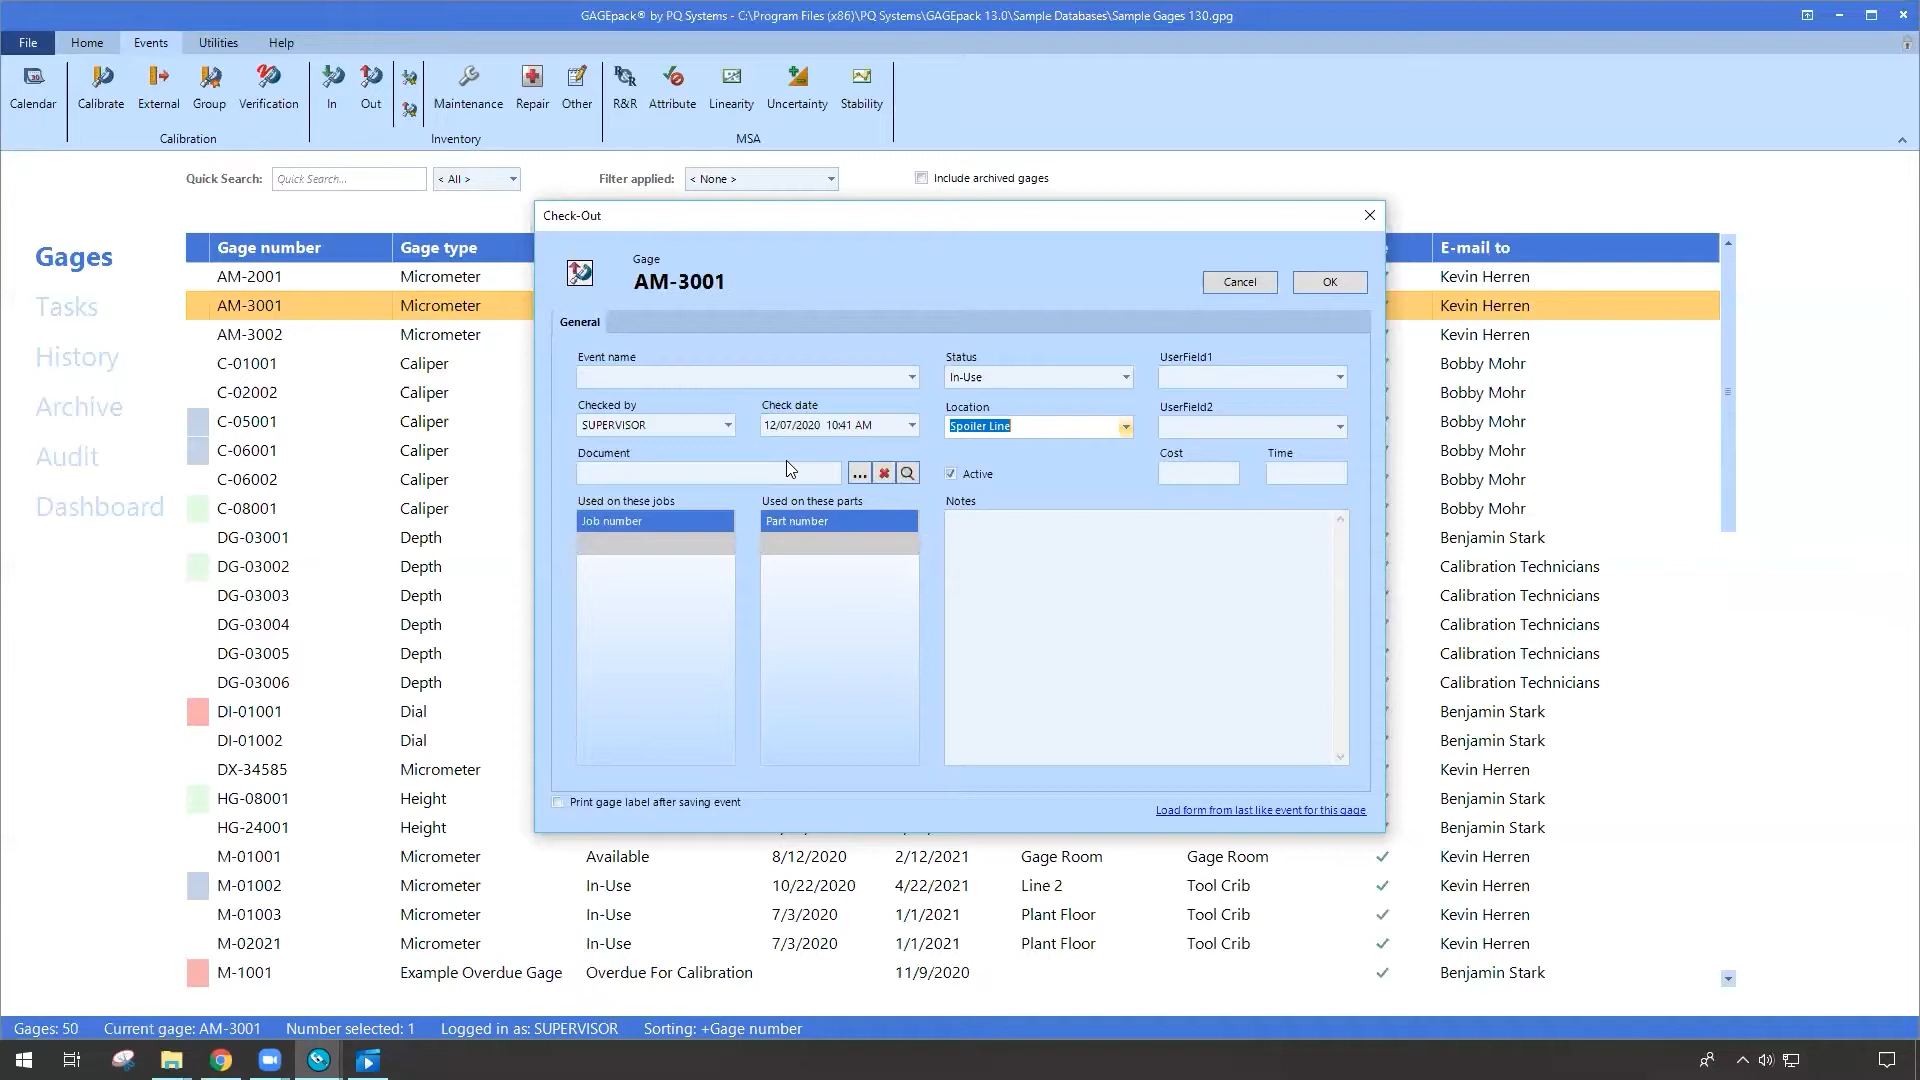 GAGEpack® by PQ Systems - C:\Program Files (x86)\PQ Systems\GAGEpack 13.0\Sample Databases\Sample Gages 130.gpg
File Home Events Utilities Help
Calendar Calibrate External Group Verification In Out Maintenance Repair Other R&R Attribute Linearity Uncertainty Stability
Calibration Inventory MSA
Quick Search: Quick Search... < All > Filter applied: < None > Include archived gages
Gages
Tasks
History
Archive
Audit
Dashboard
Gage number Gage type E-mail to
AM-2001 Micrometer Kevin Herren
AM-3001 Micrometer Kevin Herren
AM-3002 Micrometer Kevin Herren
C-01001 Caliper Bobby Mohr
C-02002 Caliper Bobby Mohr
C-05001 Caliper Bobby Mohr
C-06001 Caliper Bobby Mohr
C-06002 Caliper Bobby Mohr
C-08001 Caliper Bobby Mohr
DG-03001 Depth Benjamin Stark
DG-03002 Depth Calibration Technicians
DG-03003 Depth Calibration Technicians
DG-03004 Depth Calibration Technicians
DG-03005 Depth Calibration Technicians
DG-03006 Depth Calibration Technicians
DI-01001 Dial Benjamin Stark
DI-01002 Dial Benjamin Stark
DX-34585 Micrometer Kevin Herren
HG-08001 Height Benjamin Stark
HG-24001 Height Benjamin Stark
M-01001 Micrometer Available 8/12/2020 2/12/2021 Gage Room Gage Room Kevin Herren
M-01002 Micrometer In-Use 10/22/2020 4/22/2021 Line 2 Tool Crib Kevin Herren
M-01003 Micrometer In-Use 7/3/2020 1/1/2021 Plant Floor Tool Crib Kevin Herren
M-02021 Micrometer In-Use 7/3/2020 1/1/2021 Plant Floor Tool Crib Kevin Herren
M-1001 Example Overdue Gage Overdue For Calibration 11/9/2020 Benjamin Stark
Check-Out
Gage
AM-3001
Cancel OK
General
Event name Status UserField1
In-Use
Checked by Check date Location UserField2
SUPERVISOR 12/07/2020 10:41 AM Spoiler Line
Document Cost Time
... Active
Used on these jobs Used on these parts Notes
Job number Part number
Print gage label after saving event
Load form from last like event for this gage
Gages: 50 Current gage: AM-3001 Number selected: 1 Logged in as: SUPERVISOR Sorting: +Gage number